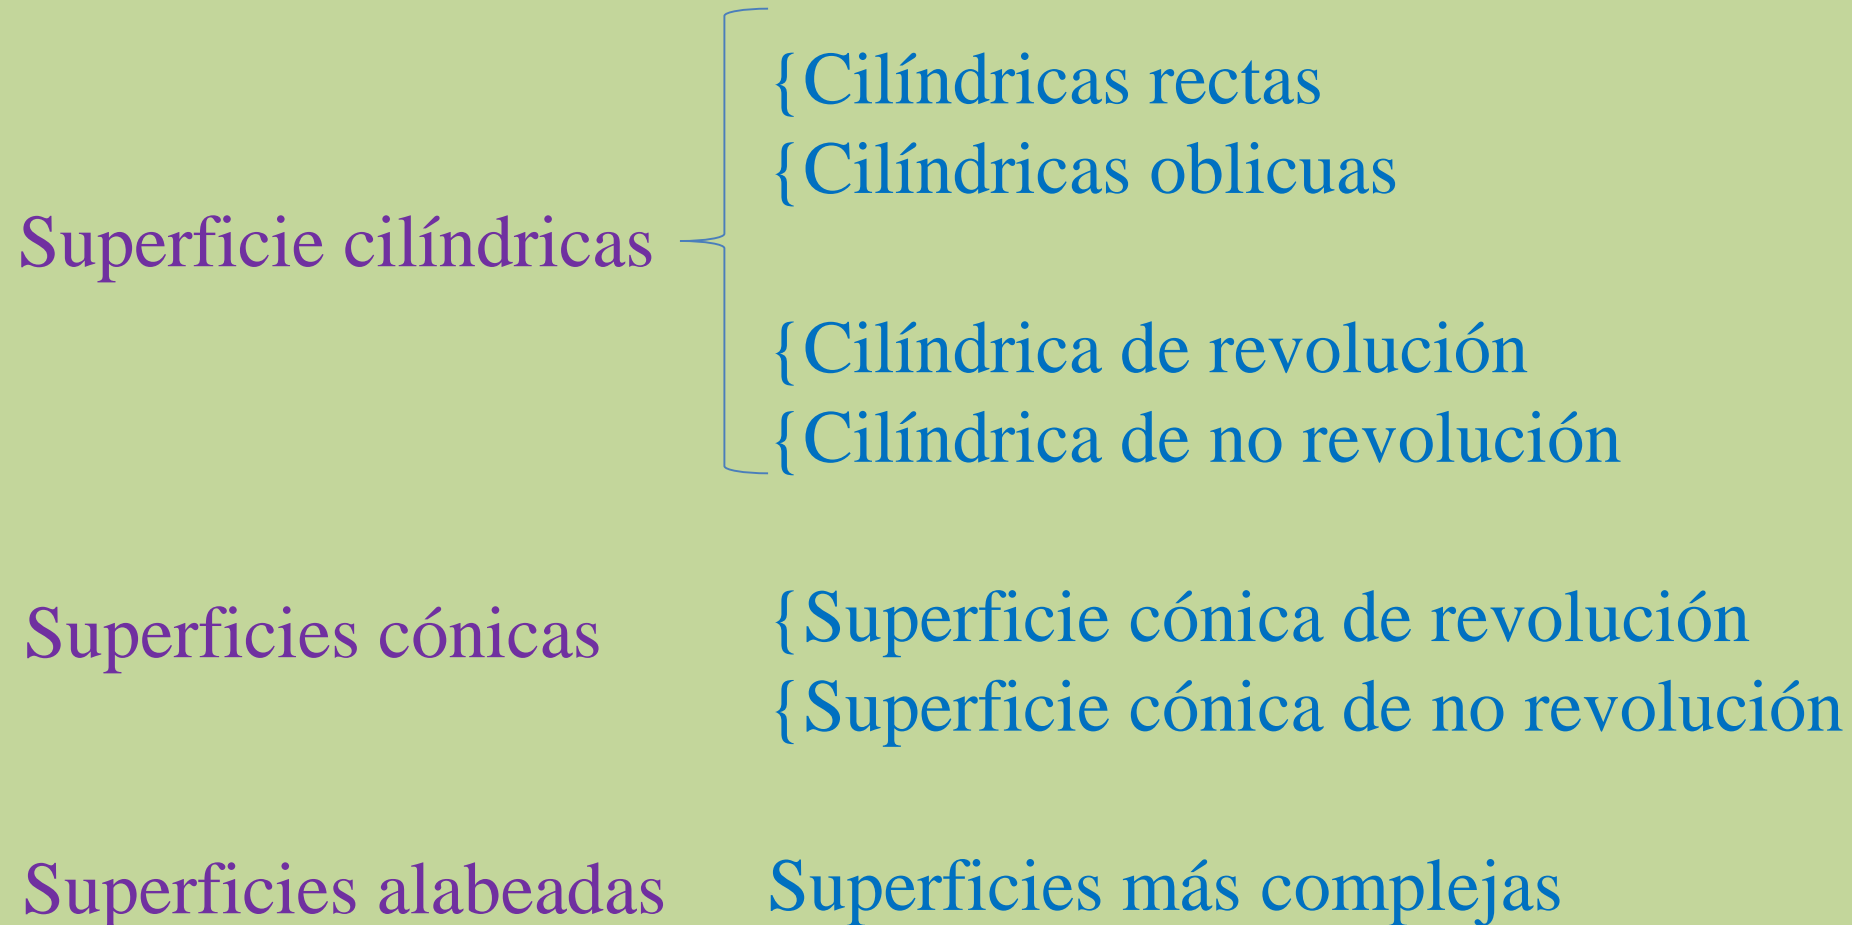 {Cilíndricas rectas
{Cilíndricas oblicuas
Superficie cilíndricas
{Cilíndrica de revolución
{Cilíndrica de no revolución
Superficies cónicas
{Superficie cónica de revolución
{Superficie cónica de no revolución
Superficies alabeadas
Superficies más complejas